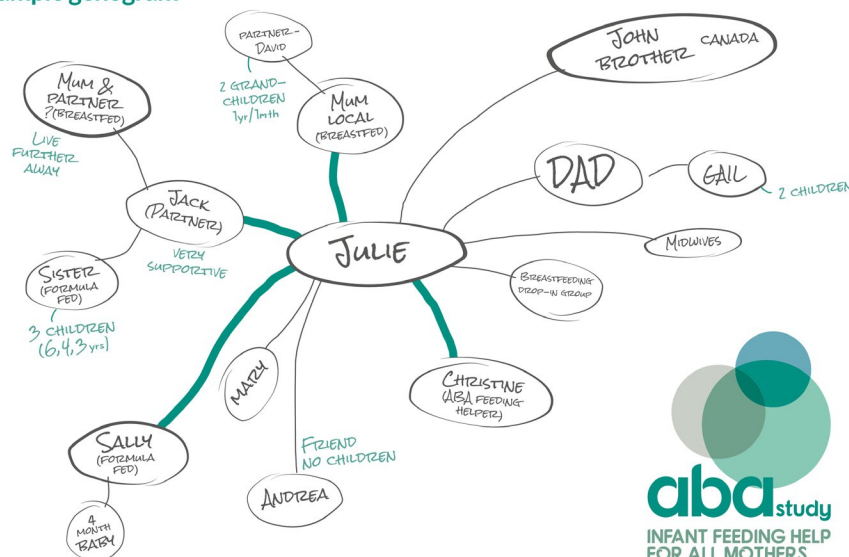 PARTNER-
DAVID
2 GRAND-
CHILDREN
1yr/1mth
MUM
LOCAL
(BREASTFED)
JOHN
BROTHER CANADA
MUM &
PARTNER
?(BREASTFED)
LIVE
FURTHER
AWAY
JACK
(PARTNER)
VERY
SUPPORTIVE
SISTER
(FORMULA
FED)
3 CHILDREN
(6,4,3 yrs)
DAD
GAIL
2 CHILDREN
JULIE
MIDWIVES
BREASTFEEDING
DROP-IN GROUP
CHRISTINE
(ABA FEEDING
HELPER)
MARY
FRIEND
NO CHILDREN
ANDREA
SALLY
(FORMULA
FED)
4
MONTH
BABY
aba study
INFANT FEEDING HELP
FOR ALL MOTHERS